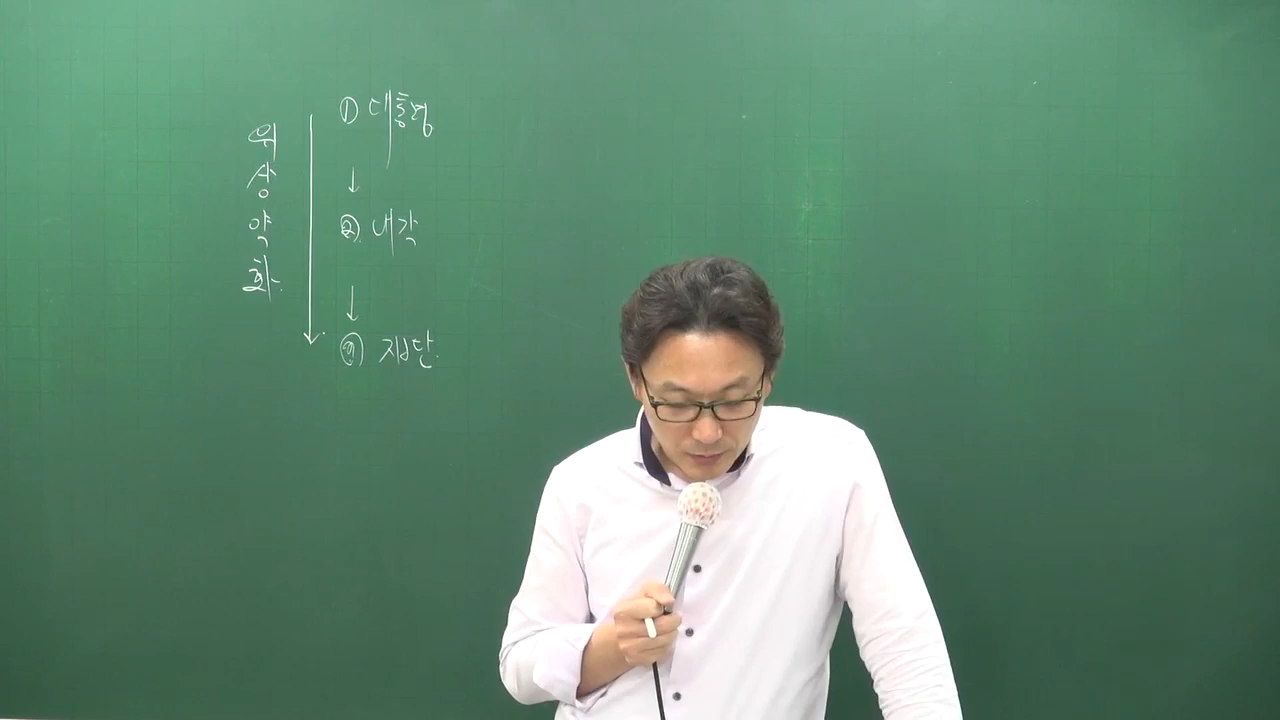 위상약화
① 대통령
↓
② 내각
↓
③ 집단